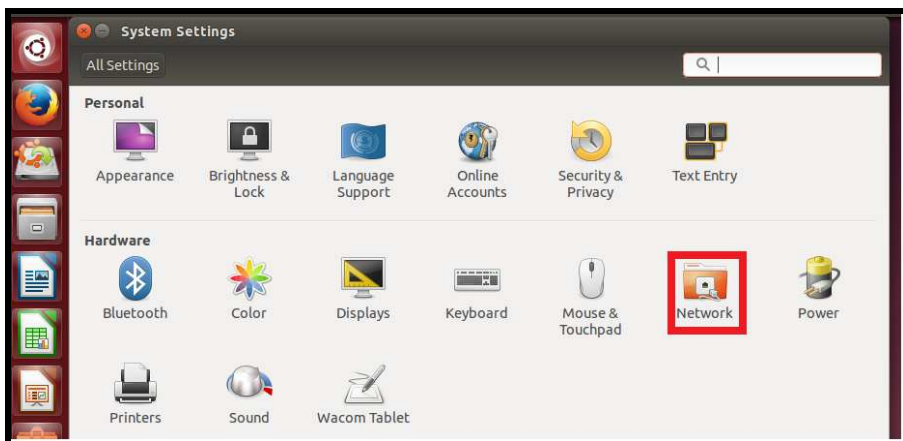 System Settings
All Settings
Personal
Appearance
Brightness &
Lock
Language
Support
Online
Accounts
Security &
Privacy
Text Entry
Hardware
Bluetooth
Color
Displays
Keyboard
Mouse &
Touchpad
Network
Power
Printers
Sound
Wacom Tablet